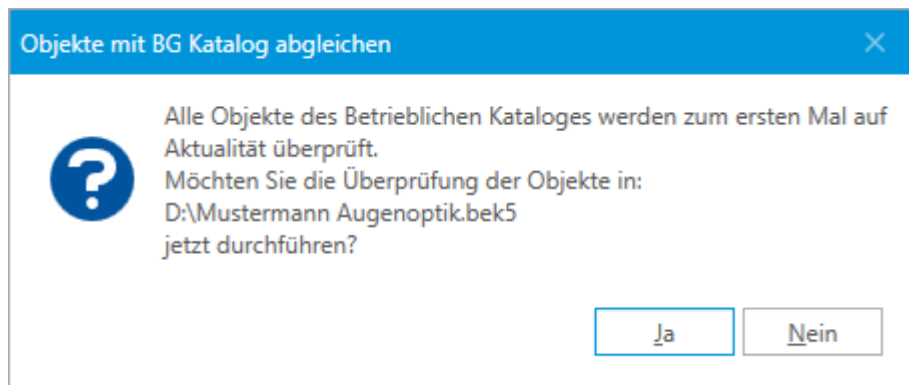 Objekte mit BG Katalog abgleichen
Alle Objekte des Betrieblichen Kataloges werden zum ersten Mal auf
Aktualität überprüft.
Möchten Sie die Überprüfung der Objekte in:
D:\Mustermann Augenoptik.bek5
jetzt durchführen?
Ja
Nein